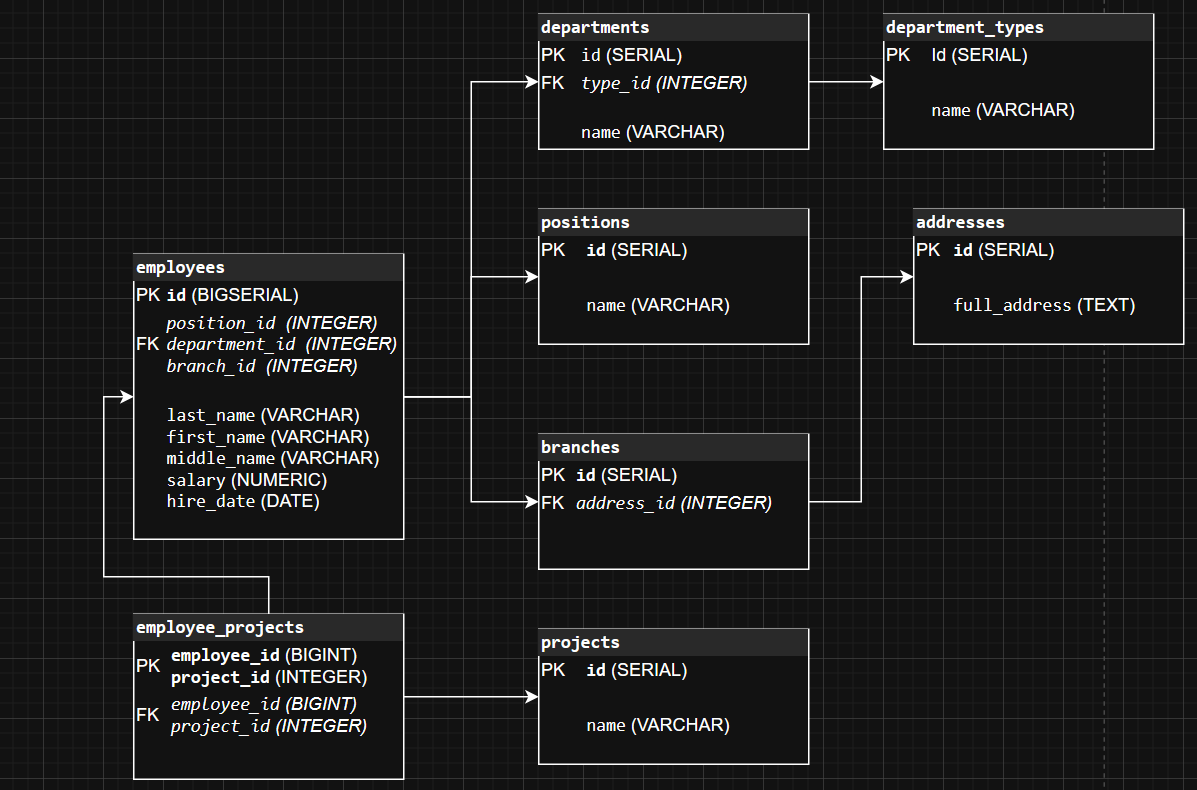 departments
PK id (SERIAL)
FK type_id (INTEGER)
name (VARCHAR)
department_types
PK Id (SERIAL)
name (VARCHAR)
positions
PK id (SERIAL)
name (VARCHAR)
addresses
PK id (SERIAL)
full_address (TEXT)
employees
PK id (BIGSERIAL)
position_id (INTEGER)
FK department_id (INTEGER)
branch_id (INTEGER)
last_name (VARCHAR)
first_name (VARCHAR)
middle_name (VARCHAR)
salary (NUMERIC)
hire_date (DATE)
branches
PK id (SERIAL)
FK address_id (INTEGER)
employee_projects
PK
employee_id (BIGINT)
project_id (INTEGER)
FK
employee_id (BIGINT)
project_id (INTEGER)
projects
PK id (SERIAL)
name (VARCHAR)